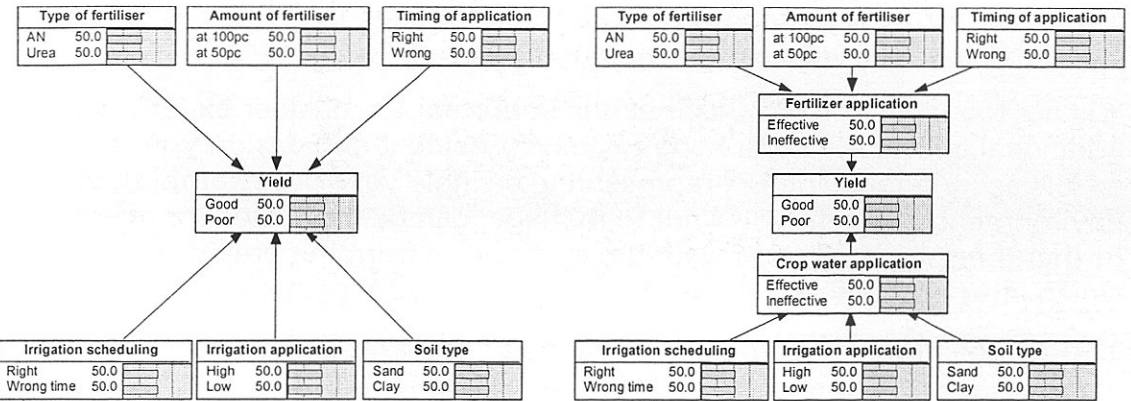 Type of fertiliser
AN 50.0
Urea 50.0
Amount of fertiliser
at 100pc 50.0
at 50pc 50.0
Timing of application
Right 50.0
Wrong 50.0
Yield
Good 50.0
Poor 50.0
Irrigation scheduling
Right 50.0
Wrong time 50.0
Irrigation application
High 50.0
Low 50.0
Soil type
Sand 50.0
Clay 50.0
Type of fertiliser
AN 50.0
Urea 50.0
Amount of fertiliser
at 100pc 50.0
at 50pc 50.0
Timing of application
Right 50.0
Wrong 50.0
Fertilizer application
Effective 50.0
Ineffective 50.0
Yield
Good 50.0
Poor 50.0
Crop water application
Effective 50.0
Ineffective 50.0
Irrigation scheduling
Right 50.0
Wrong time 50.0
Irrigation application
High 50.0
Low 50.0
Soil type
Sand 50.0
Clay 50.0